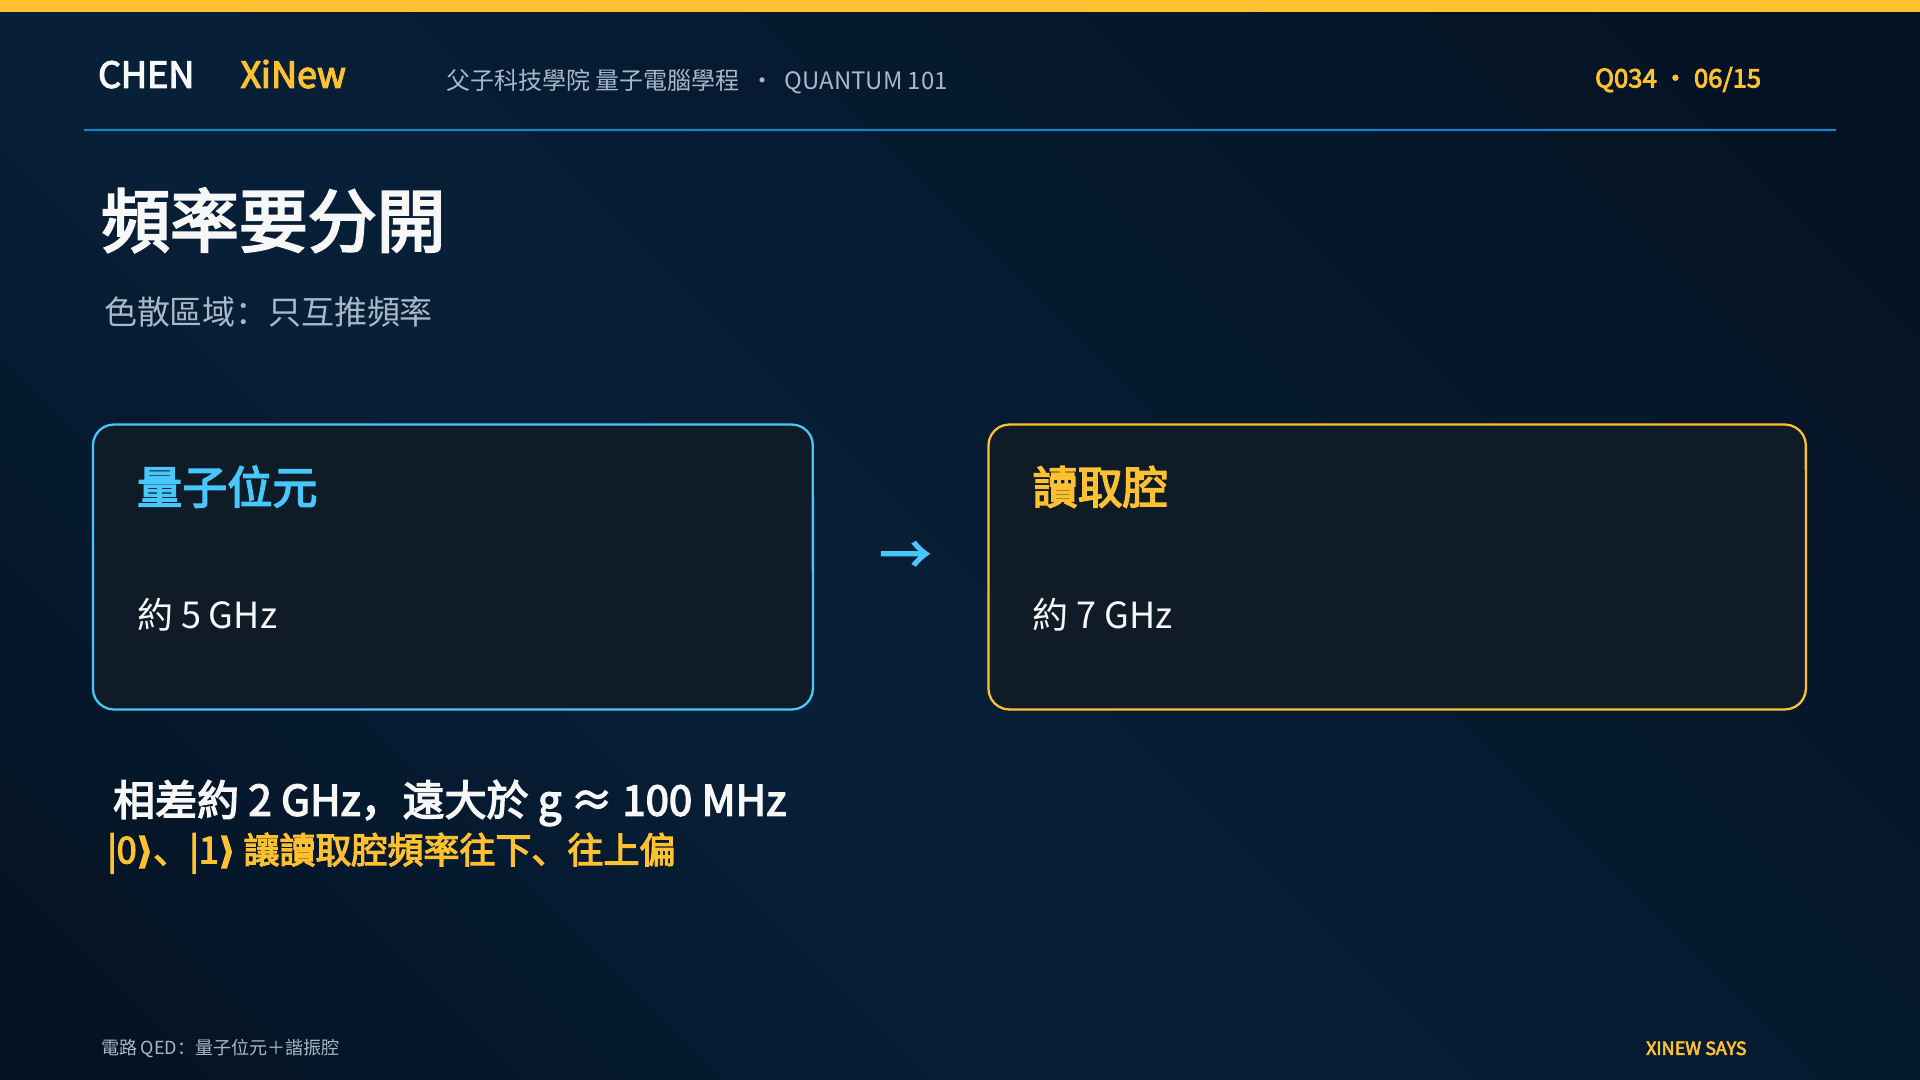 CHEN XiNew 父子科技學院 量子電腦學程 · QUANTUM 101 Q034 · 06/15
頻率要分開
色散區域：只互推頻率
量子位元 → 讀取腔
約 5 GHz 約 7 GHz
相差約 2 GHz，遠大於 g ≈ 100 MHz
|0⟩、|1⟩ 讓讀取腔頻率往下、往上偏
電路 QED：量子位元＋諧振腔 XINEW SAYS